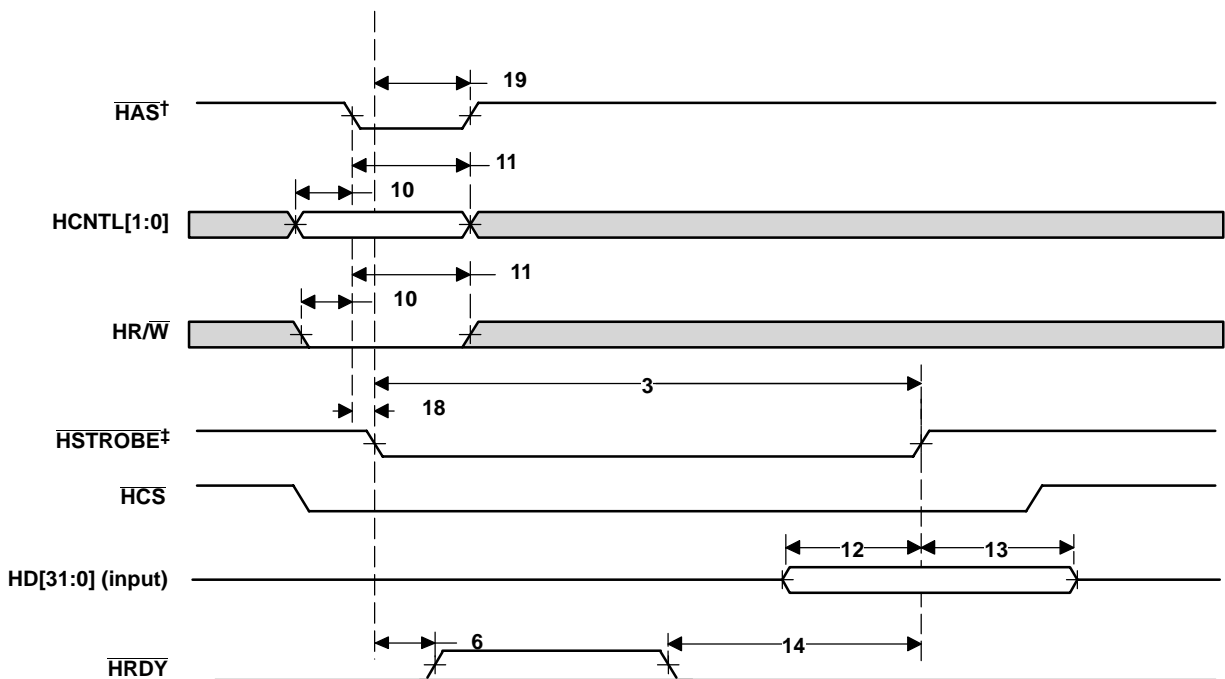 19
HAS†
11
10
HCNTL[1:0]
11
10
HR/W
3
18
HSTROBE‡
HCS
12 13
HD[31:0] (input)
6 14
HRDY